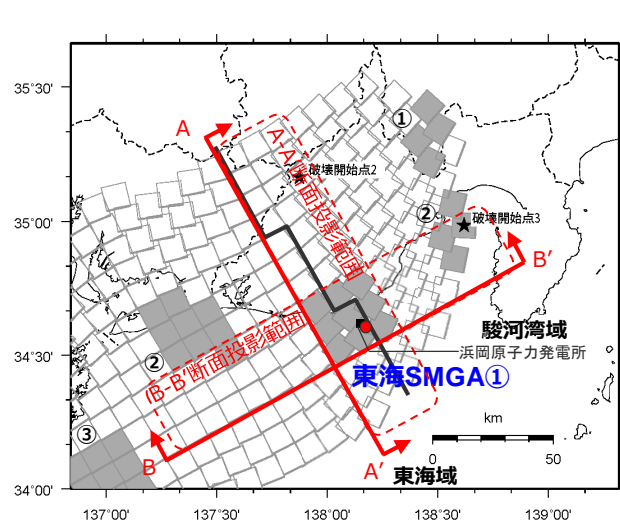 35°30'
35°00'
34°30'
34°00'
137°00'
137°30'
138°00'
138°30'
139°00'
A
A-A'断面投影範囲
破壊開始点2
①
②
破壊開始点3
B'
駿河湾域
浜岡原子力発電所
東海SMGA①
(B-B'断面投影範囲
②
③
B
A'
東海域
km
0
50